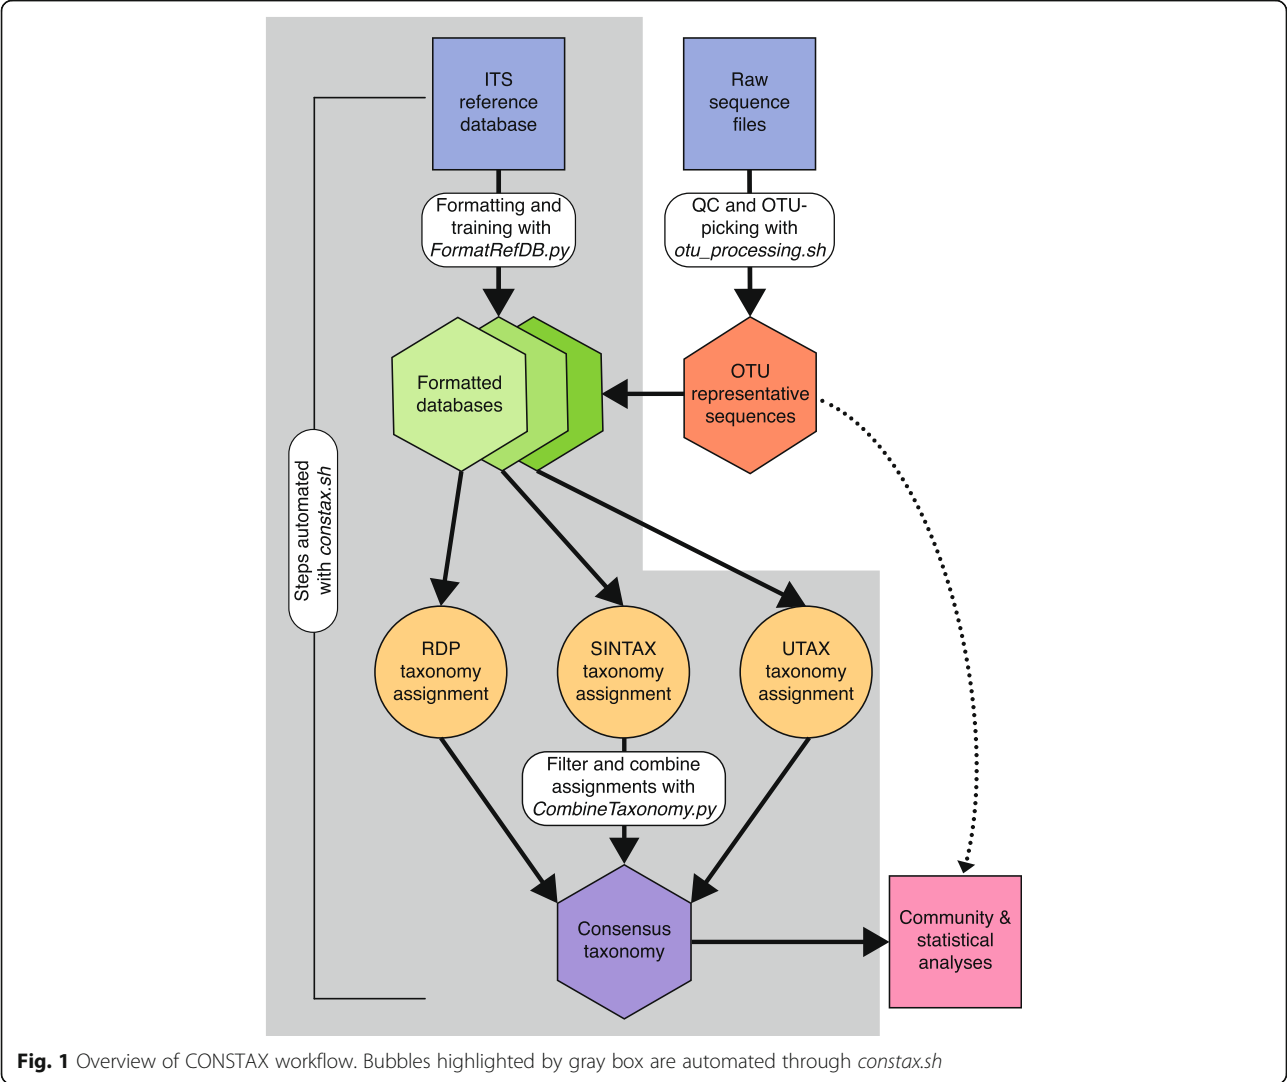 ITS
reference
database
Raw
sequence
files
Formatting and
training with
FormatRefDB.py
QC and OTU-
picking with
otu_processing.sh
Formatted
databases
OTU
representative
sequences
Steps automated
with constax.sh
RDP
taxonomy
assignment
SINTAX
taxonomy
assignment
UTAX
taxonomy
assignment
Filter and combine
assignments with
CombineTaxonomy.py
Consensus
taxonomy
Community &
statistical
analyses
Fig. 1 Overview of CONSTAX workflow. Bubbles highlighted by gray box are automated through constax.sh